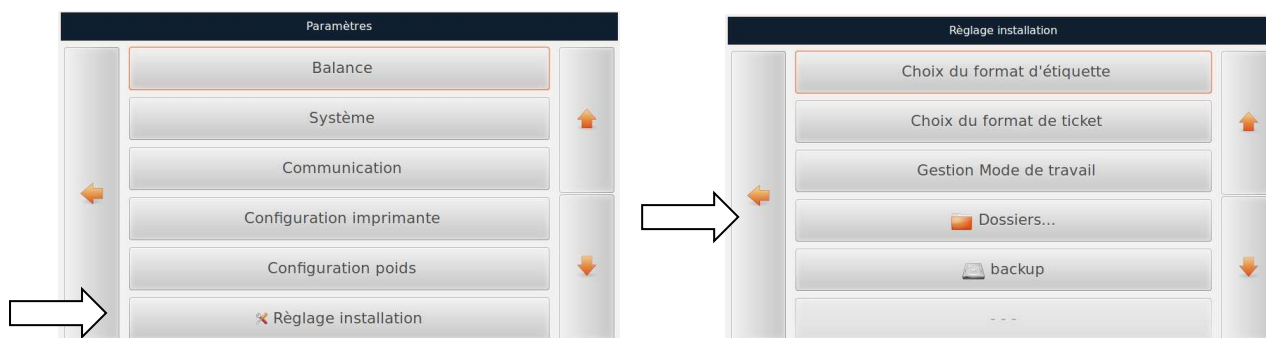 Paramètres
Balance
Système
Communication
Configuration imprimante
Configuration poids
Règlage installation
Règlage installation
Choix du format d'étiquette
Choix du format de ticket
Gestion Mode de travail
Dossiers...
backup
- - -